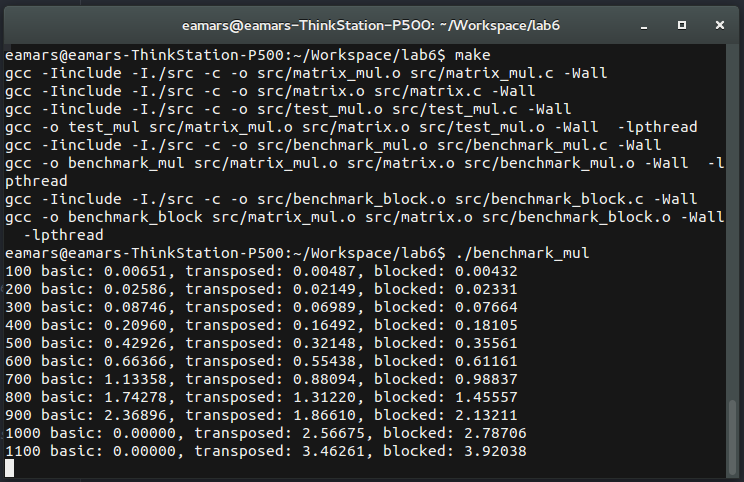 eamars@eamars-ThinkStation-P500: ~/Workspace/lab6
eamars@eamars-ThinkStation-P500:~/Workspace/lab6$ make
gcc -Iinclude -I./src -c -o src/matrix_mul.o src/matrix_mul.c -Wall
gcc -Iinclude -I./src -c -o src/matrix.o src/matrix.c -Wall
gcc -Iinclude -I./src -c -o src/test_mul.o src/test_mul.c -Wall
gcc -o test_mul src/matrix_mul.o src/matrix.o src/test_mul.o -Wall  -lpthread
gcc -Iinclude -I./src -c -o src/benchmark_mul.o src/benchmark_mul.c -Wall
gcc -o benchmark_mul src/matrix_mul.o src/matrix.o src/benchmark_mul.o -Wall  -l
pthread
gcc -Iinclude -I./src -c -o src/benchmark_block.o src/benchmark_block.c -Wall
gcc -o benchmark_block src/matrix_mul.o src/matrix.o src/benchmark_block.o -Wall
  -lpthread
eamars@eamars-ThinkStation-P500:~/Workspace/lab6$ ./benchmark_mul
100 basic: 0.00651, transposed: 0.00487, blocked: 0.00432
200 basic: 0.02586, transposed: 0.02149, blocked: 0.02331
300 basic: 0.08746, transposed: 0.06989, blocked: 0.07664
400 basic: 0.20960, transposed: 0.16492, blocked: 0.18105
500 basic: 0.42926, transposed: 0.32148, blocked: 0.35561
600 basic: 0.66366, transposed: 0.55438, blocked: 0.61161
700 basic: 1.13358, transposed: 0.88094, blocked: 0.98837
800 basic: 1.74278, transposed: 1.31220, blocked: 1.45557
900 basic: 2.36896, transposed: 1.86610, blocked: 2.13211
1000 basic: 0.00000, transposed: 2.56675, blocked: 2.78706
1100 basic: 0.00000, transposed: 3.46261, blocked: 3.92038